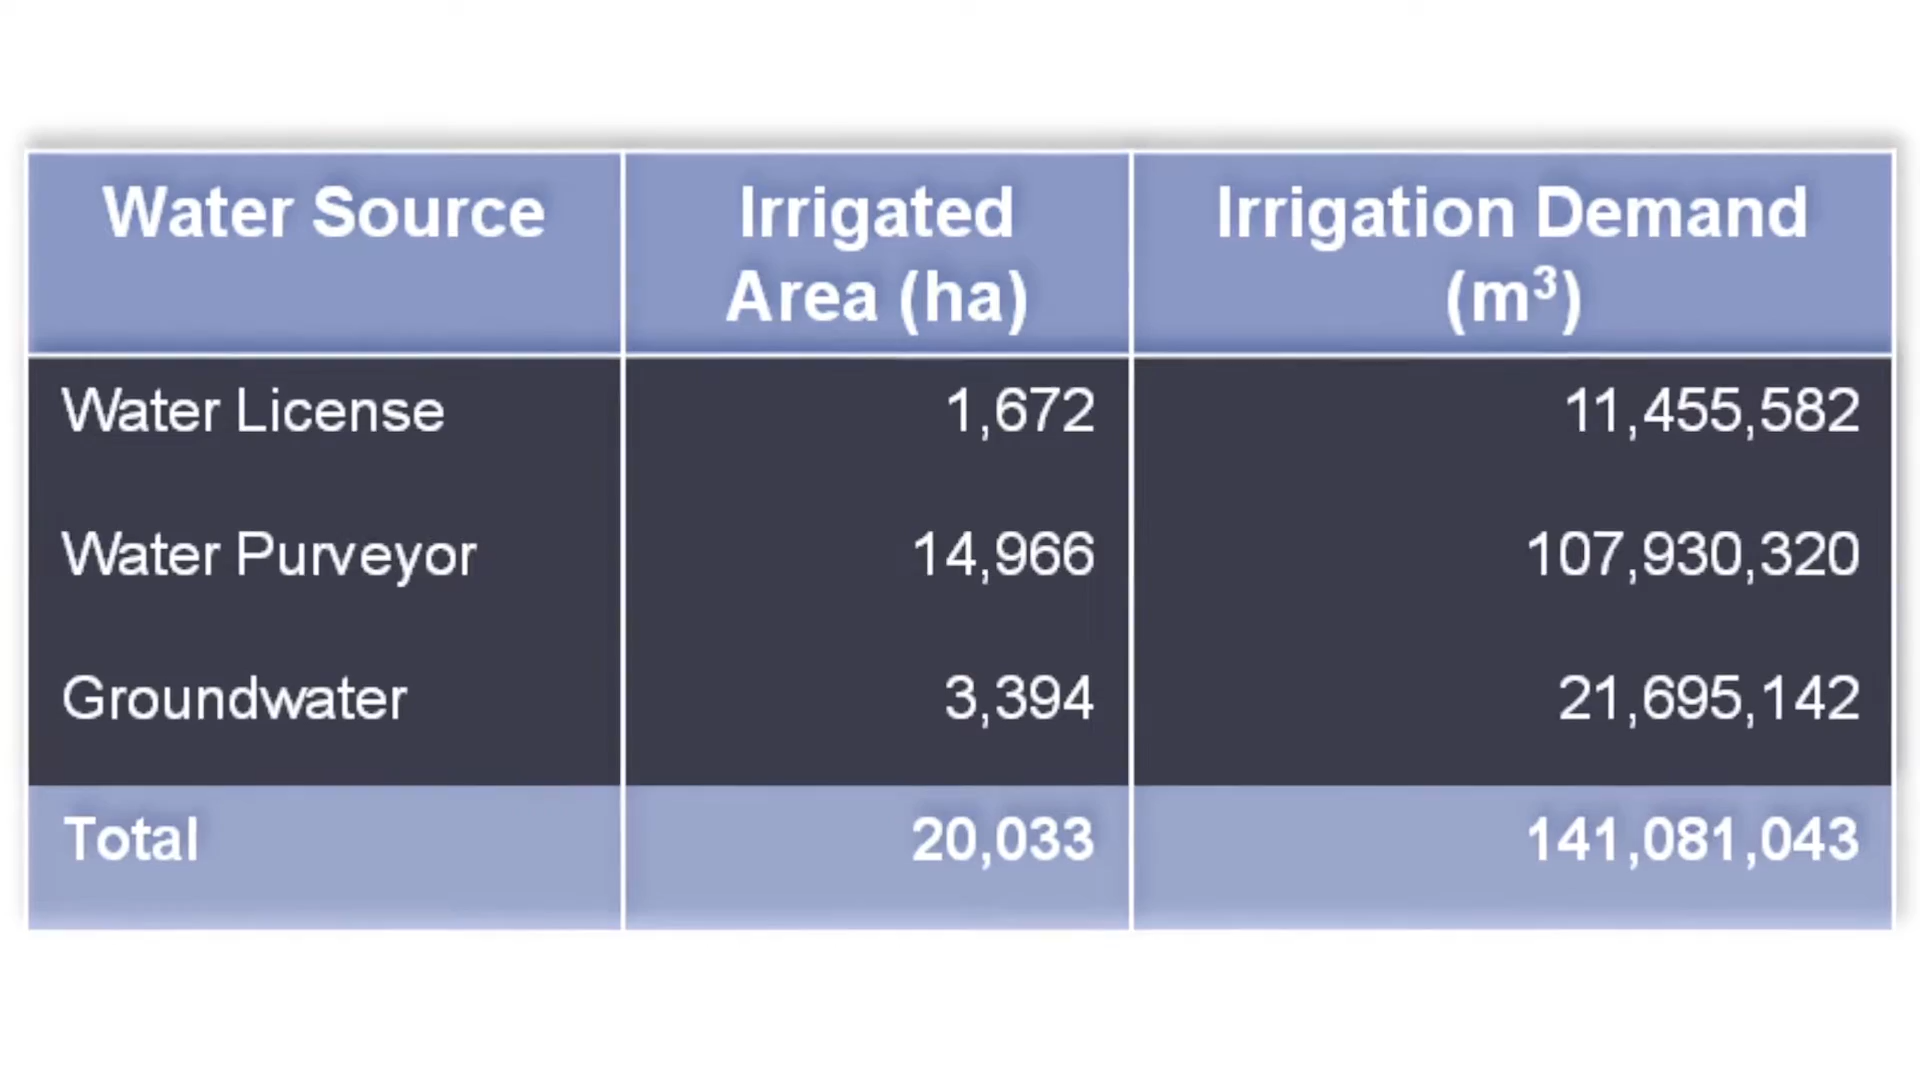 Water Source
Irrigated
Area (ha)
Irrigation Demand
(m³)
Water License 1,672 11,455,582
Water Purveyor 14,966 107,930,320
Groundwater 3,394 21,695,142
Total 20,033 141,081,043